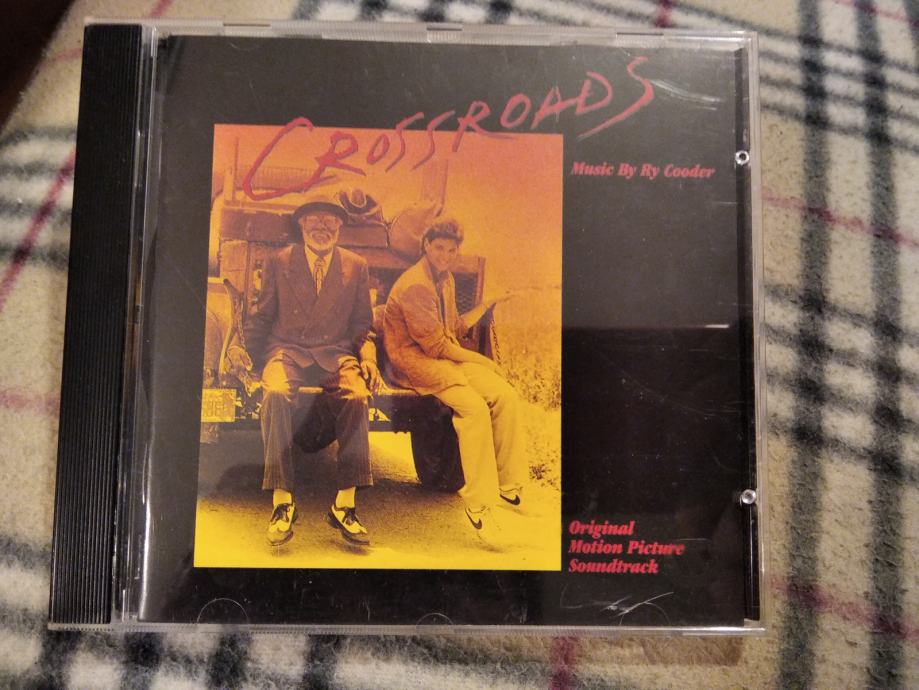 CROSSROADS
Music By Ry Cooder
Original
Motion Picture
Soundtrack